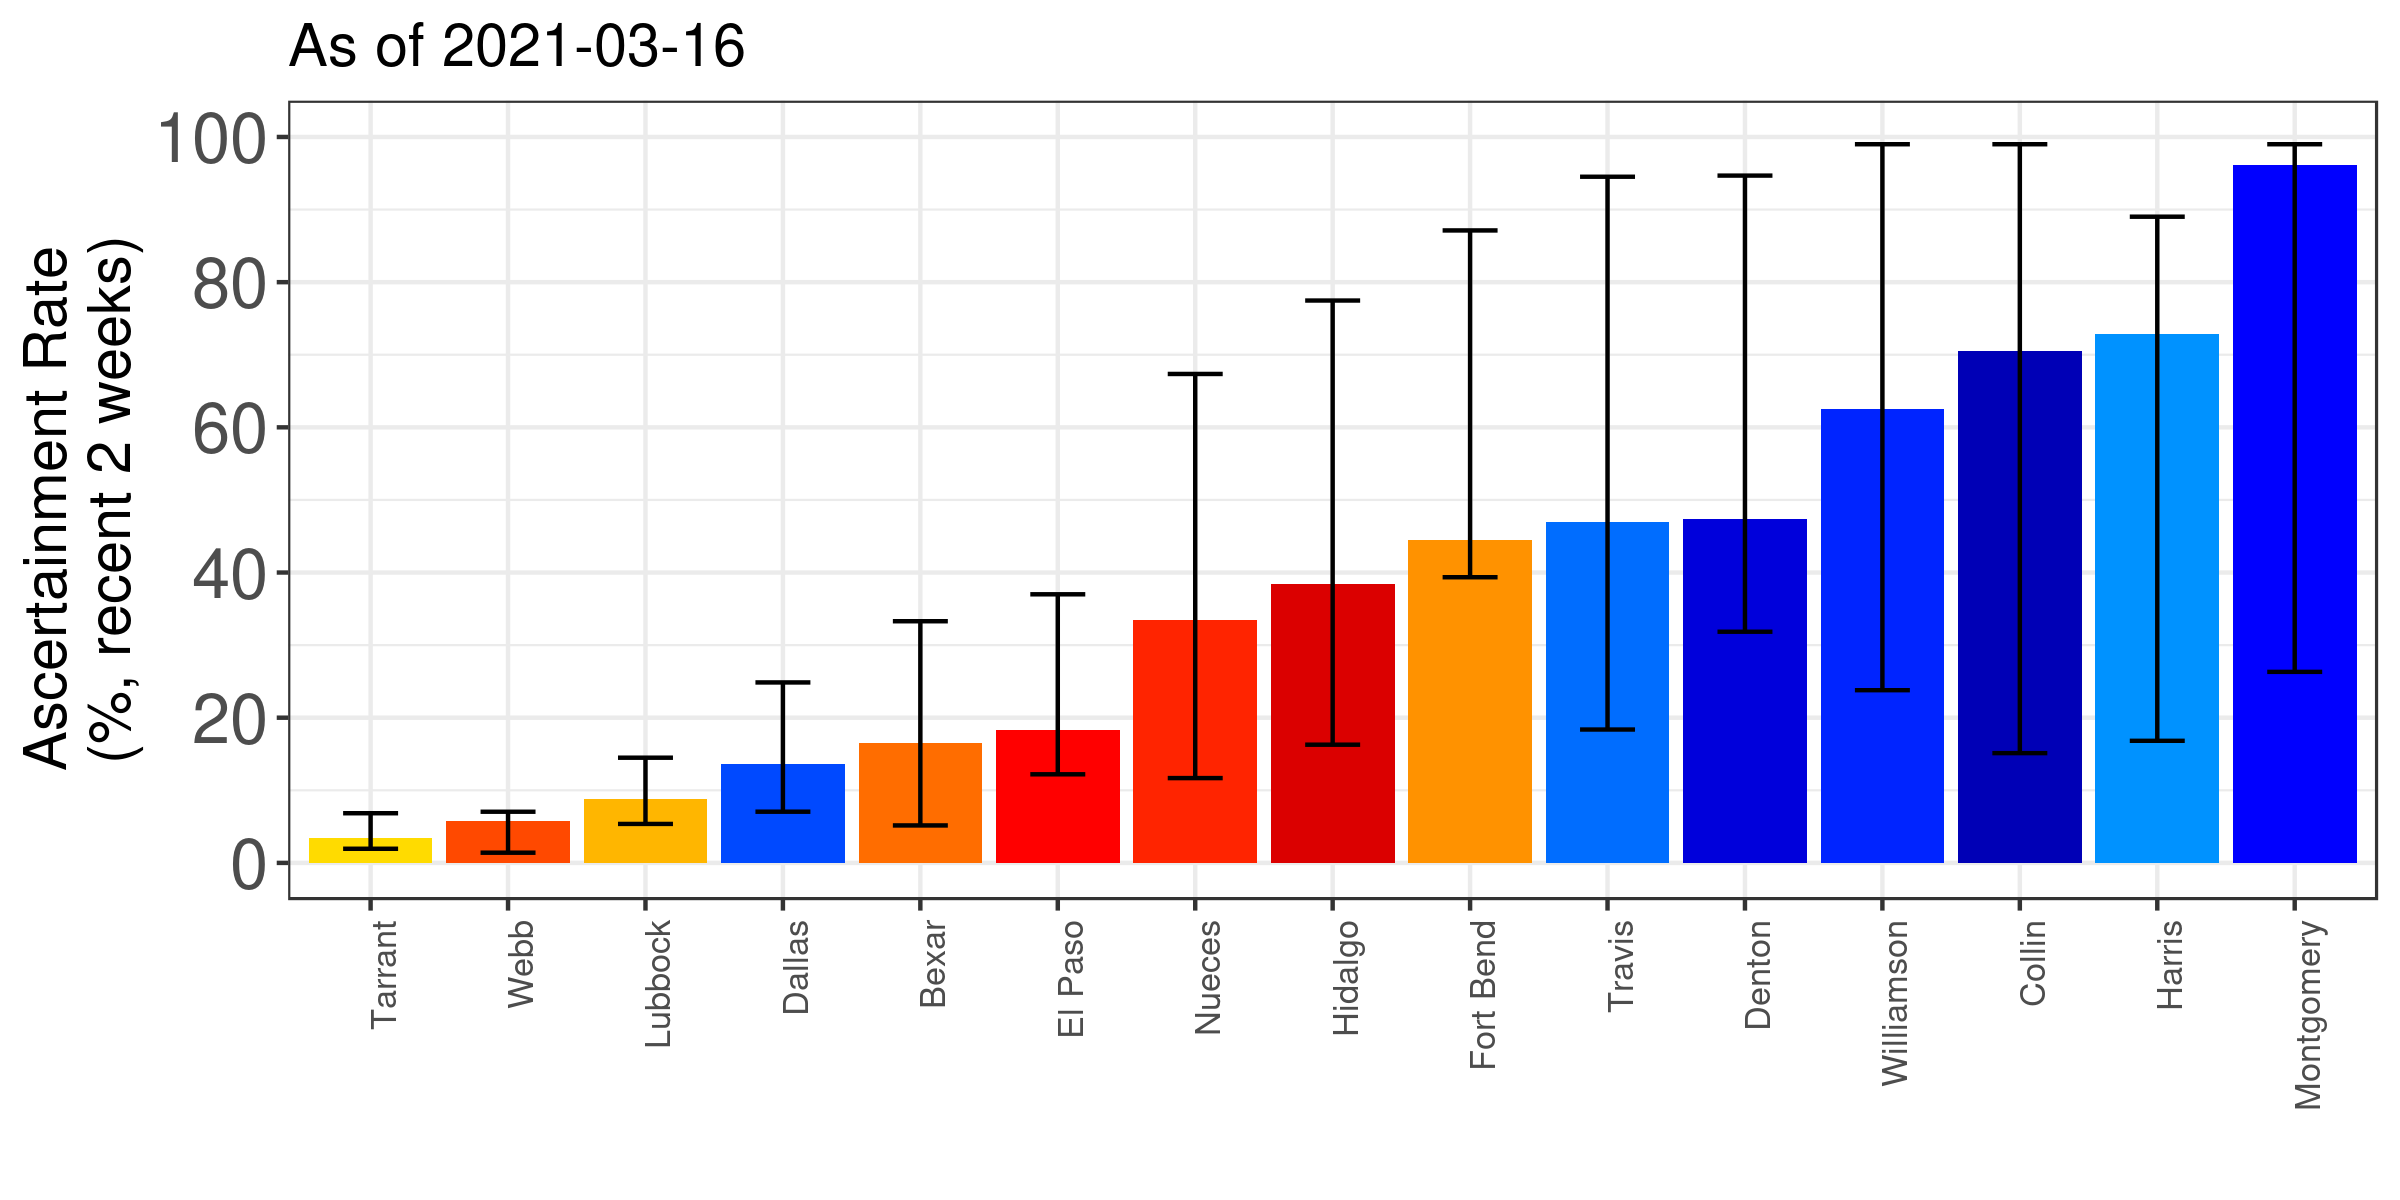 As of 2021-03-16
Ascertainment Rate
(%, recent 2 weeks)
100
80
60
40
20
0
Tarrant
Webb
Lubbock
Dallas
Bexar
El Paso
Nueces
Hidalgo
Fort Bend
Travis
Denton
Williamson
Collin
Harris
Montgomery